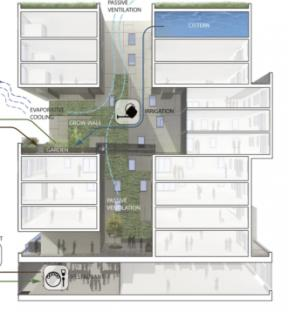 PASSIVE
VENTILATION
CISTERN
EVAPORATIVE
COOLING
GROW WALL
IRRIGATION
GARDEN
PASSIVE
VENTILATION